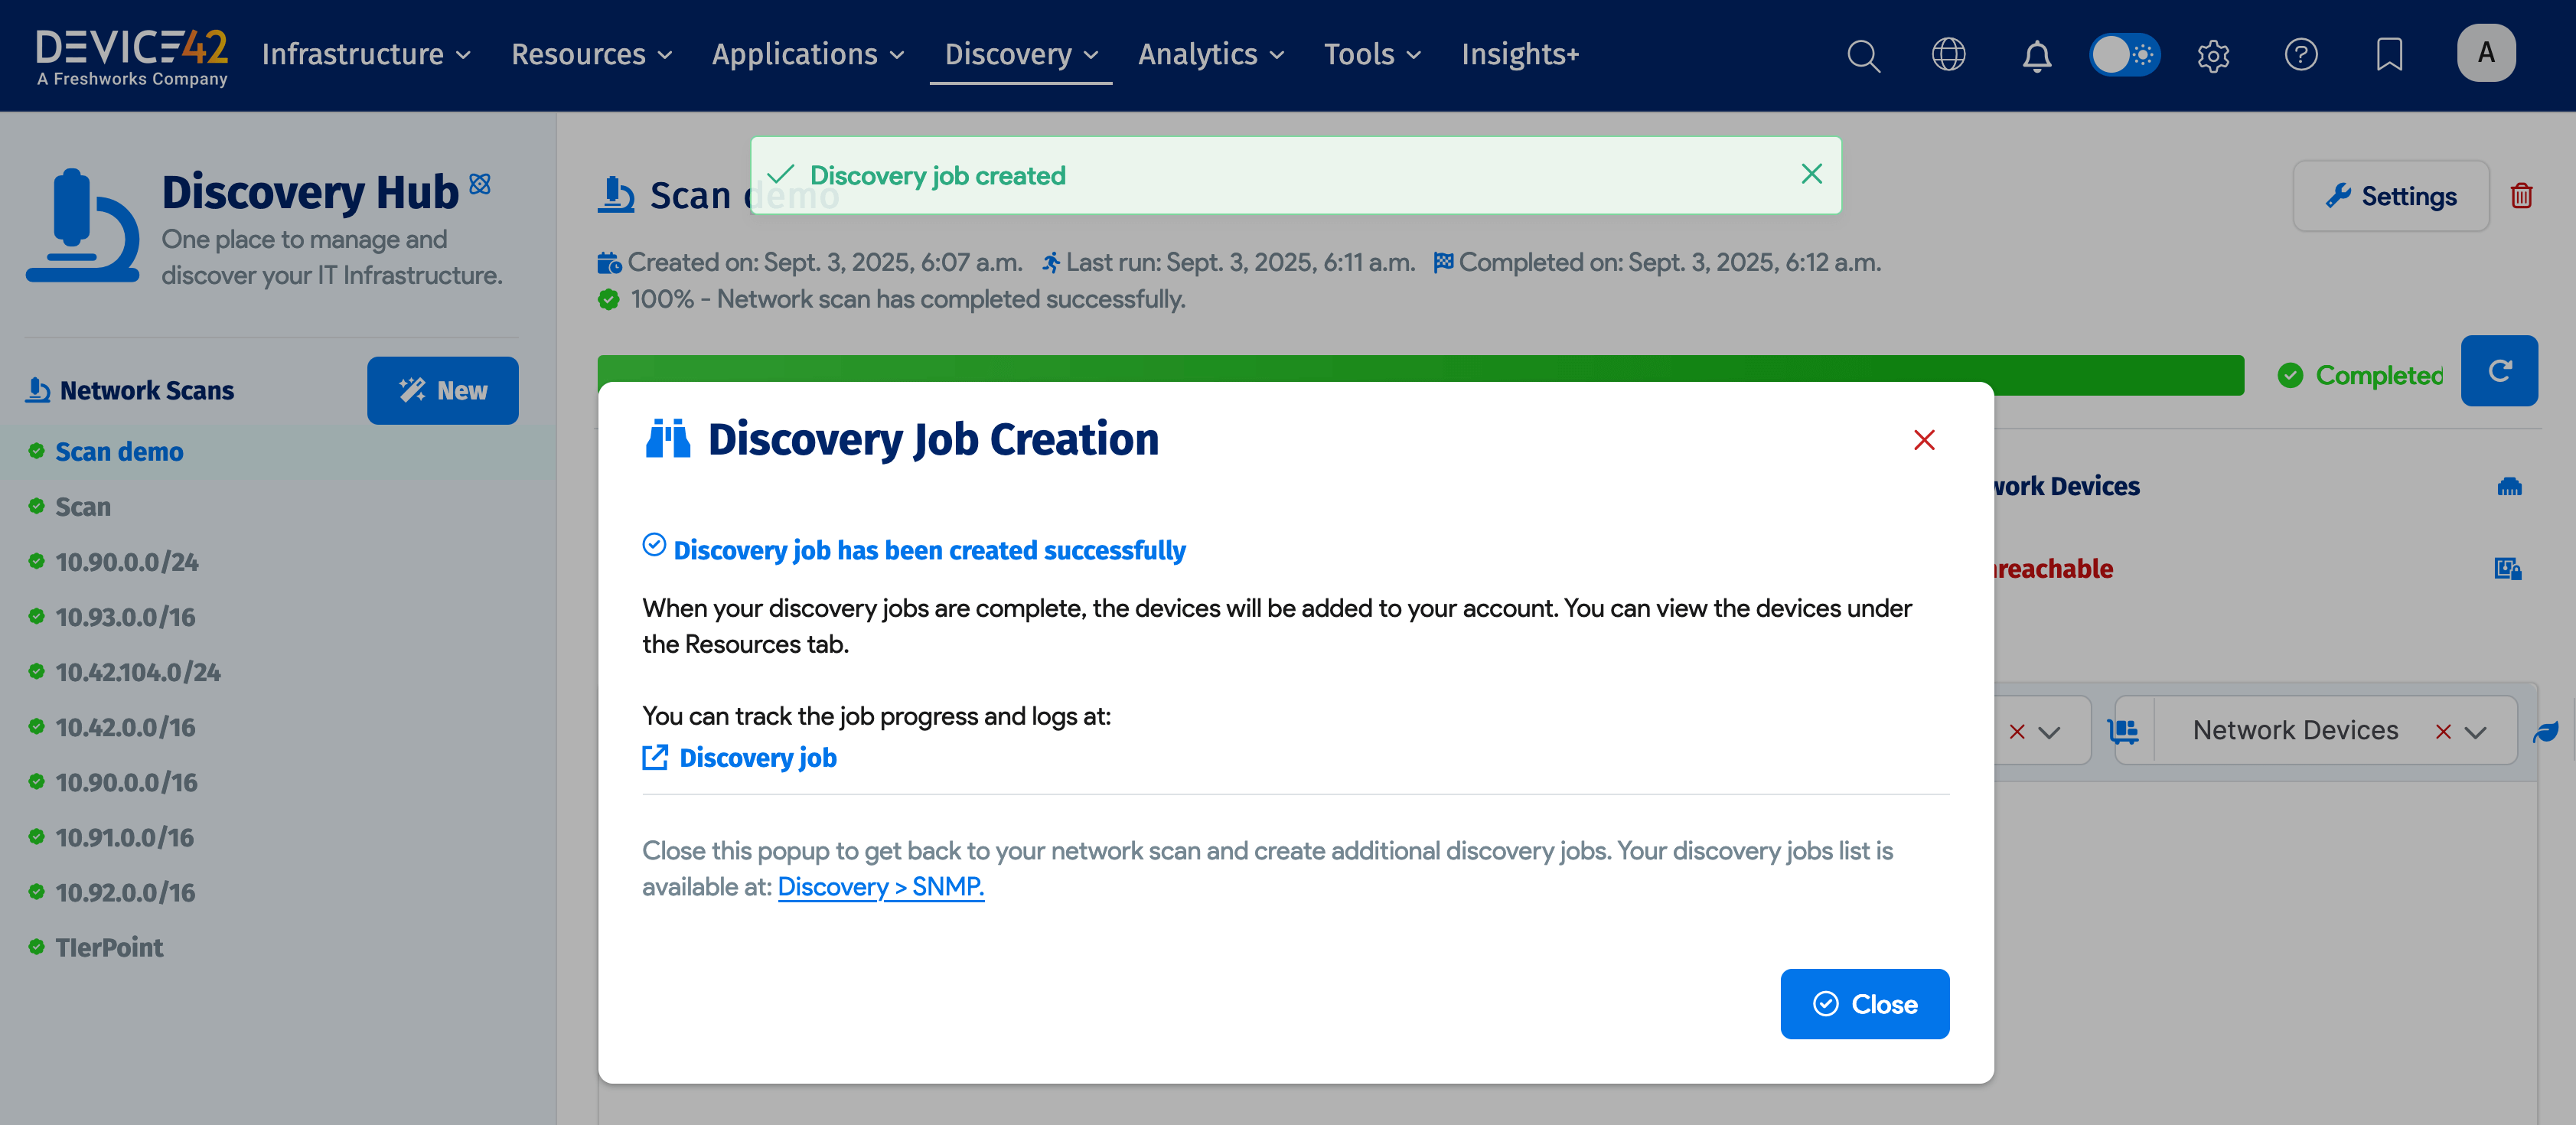 DEVICE42
A Freshworks Company
Infrastructure
Resources
Applications
Discovery
Analytics
Tools
Insights+
A
Discovery Hub
One place to manage and
discover your IT Infrastructure.
Network Scans
New
Scan demo
Scan
10.90.0.0/24
10.93.0.0/16
10.42.104.0/24
10.42.0.0/16
10.90.0.0/16
10.91.0.0/16
10.92.0.0/16
TIerPoint
Discovery job created
Scan demo
Settings
Created on: Sept. 3, 2025, 6:07 a.m. Last run: Sept. 3, 2025, 6:11 a.m. Completed on: Sept. 3, 2025, 6:12 a.m.
100% - Network scan has completed successfully.
Completed
Discovery Job Creation
Discovery job has been created successfully
When your discovery jobs are complete, the devices will be added to your account. You can view the devices under
the Resources tab.
You can track the job progress and logs at:
Discovery job
Close this popup to get back to your network scan and create additional discovery jobs. Your discovery jobs list is
available at: Discovery > SNMP.
Close
Devices
Network Devices